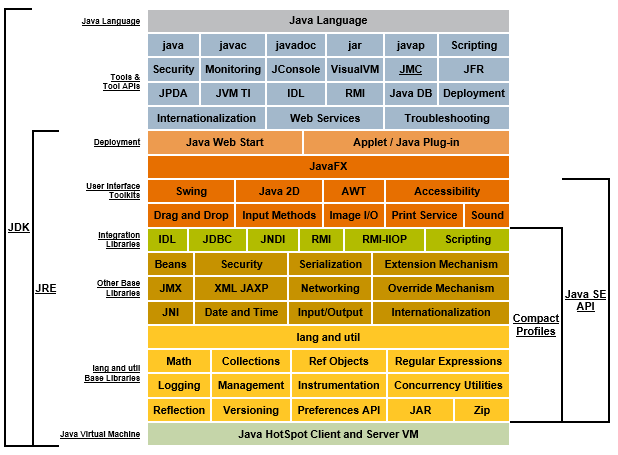 Java Language Java Language
java javac javadoc jar javap Scripting
Tools & Tool APIs
Security Monitoring JConsole VisualVM JMC JFR
JPDA JVM TI IDL RMI Java DB Deployment
Internationalization Web Services Troubleshooting
Deployment Java Web Start Applet / Java Plug-in
JavaFX
User Interface Toolkits
Swing Java 2D AWT Accessibility
Drag and Drop Input Methods Image I/O Print Service Sound
Integration Libraries
IDL JDBC JNDI RMI RMI-IIOP Scripting
JDK
Beans Security Serialization Extension Mechanism
Other Base Libraries
JMX XML JAXP Networking Override Mechanism
JRE
Java SE API
JNI Date and Time Input/Output Internationalization
Compact Profiles
lang and util
lang and util Base Libraries
Math Collections Ref Objects Regular Expressions
Logging Management Instrumentation Concurrency Utilities
Reflection Versioning Preferences API JAR Zip
Java Virtual Machine Java HotSpot Client and Server VM